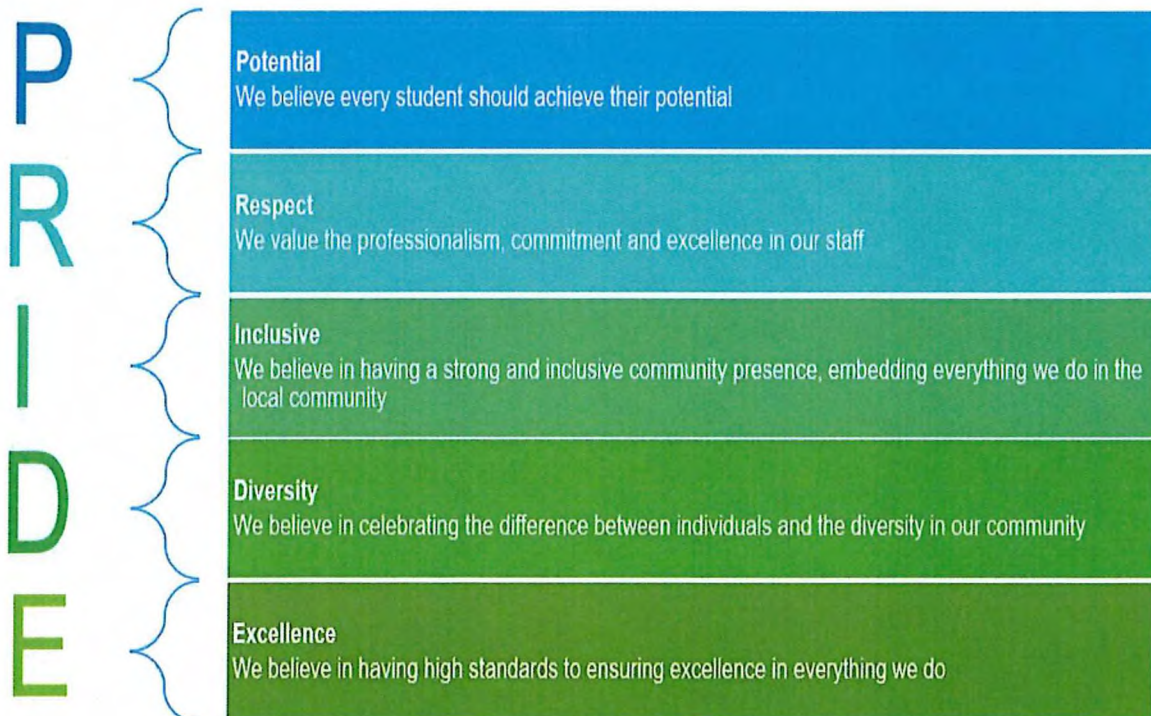 P
Potential
We believe every student should achieve their potential
R
Respect
We value the professionalism, commitment and excellence in our staff
I
Inclusive
We believe in having a strong and inclusive community presence, embedding everything we do in the
local community
D
Diversity
We believe in celebrating the difference between individuals and the diversity in our community
E
Excellence
We believe in having high standards to ensuring excellence in everything we do